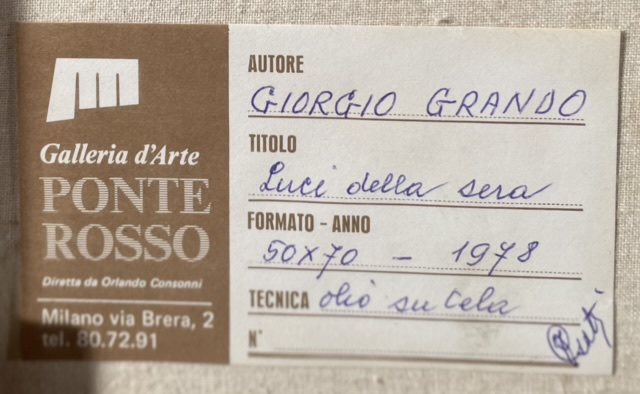 Galleria d'Arte
PONTE
ROSSO
Diretta da Orlando Consonni
Milano via Brera, 2
tel. 80.72.91
AUTORE
GIORGIO GRANDO
TITOLO
Luci della sera
FORMATO - ANNO
50x70 - 1978
TECNICA olio su tela
N°